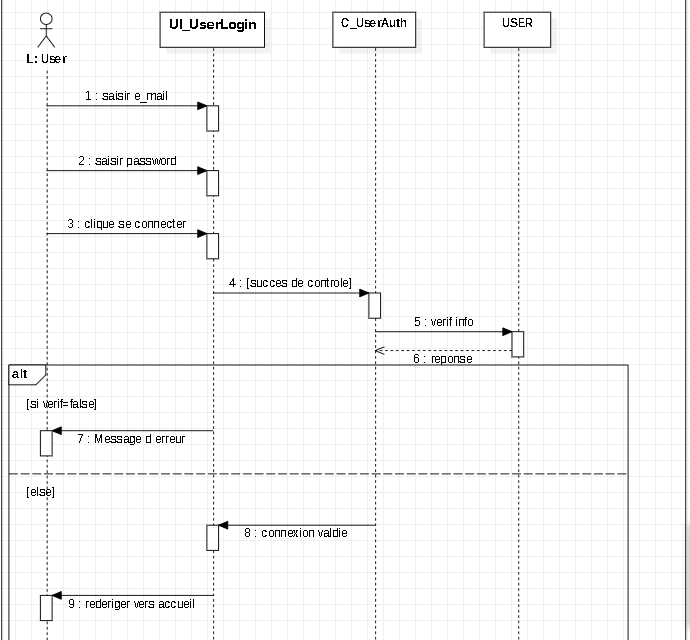 L: User
UI_UserLogin
C_UserAuth
USER
1 : saisir e_mail
2 : saisir password
3 : clique se connecter
4 : [succes de controle]
5 : verif info
6 : reponse
alt
[si verif=false]
7 : Message d erreur
[else]
8 : connexion valdie
9 : rederiger vers accueil